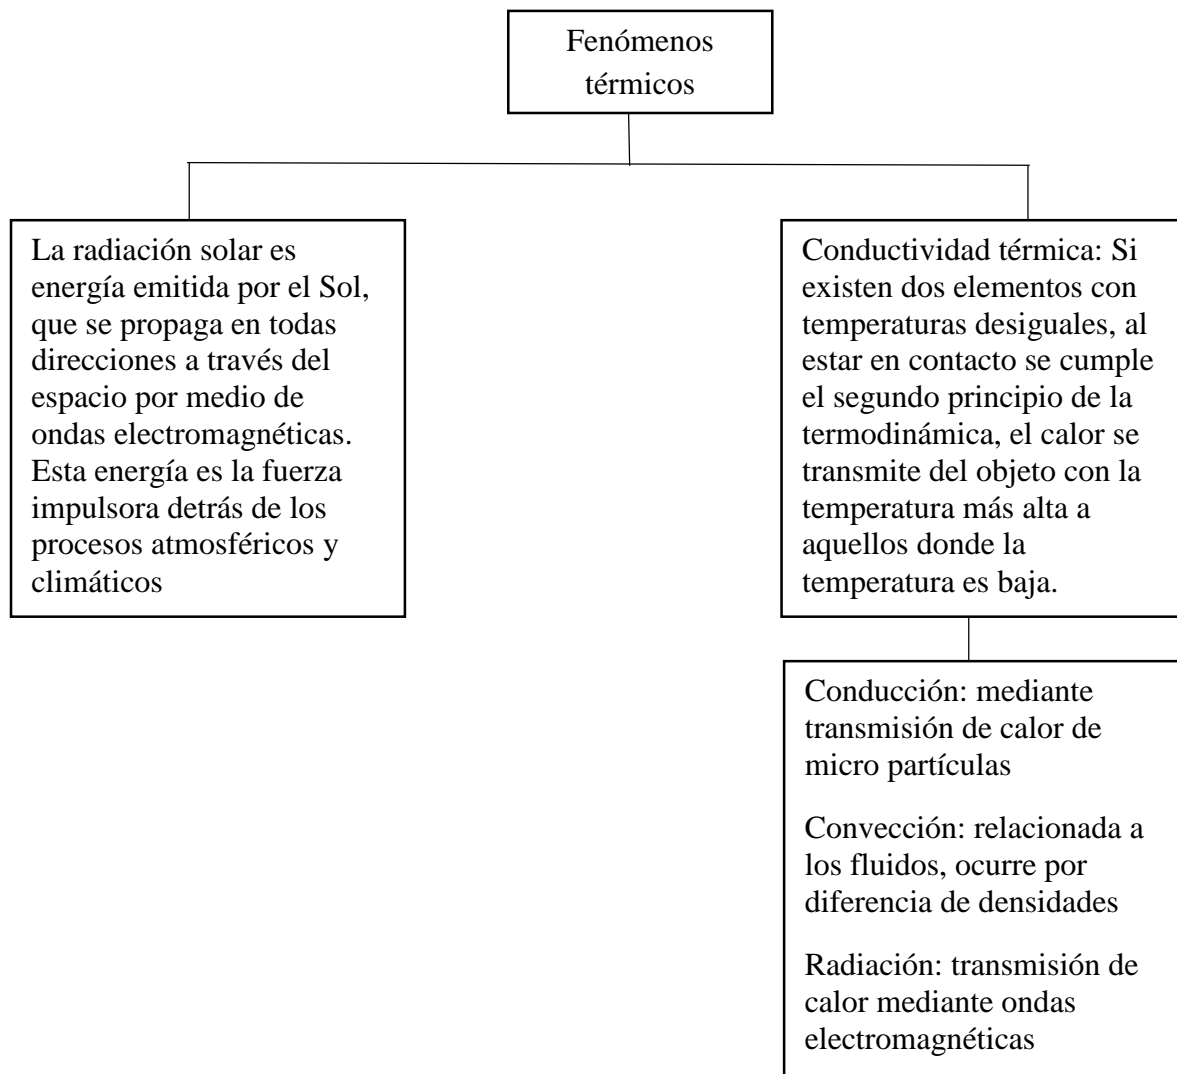 Fenómenos
térmicos
La radiación solar es
energía emitida por el Sol,
que se propaga en todas
direcciones a través del
espacio por medio de
ondas electromagnéticas.
Esta energía es la fuerza
impulsora detrás de los
procesos atmosféricos y
climáticos
Conductividad térmica: Si
existen dos elementos con
temperaturas desiguales, al
estar en contacto se cumple
el segundo principio de la
termodinámica, el calor se
transmite del objeto con la
temperatura más alta a
aquellos donde la
temperatura es baja.
Conducción: mediante
transmisión de calor de
micro partículas
Convección: relacionada a
los fluidos, ocurre por
diferencia de densidades
Radiación: transmisión de
calor mediante ondas
electromagnéticas